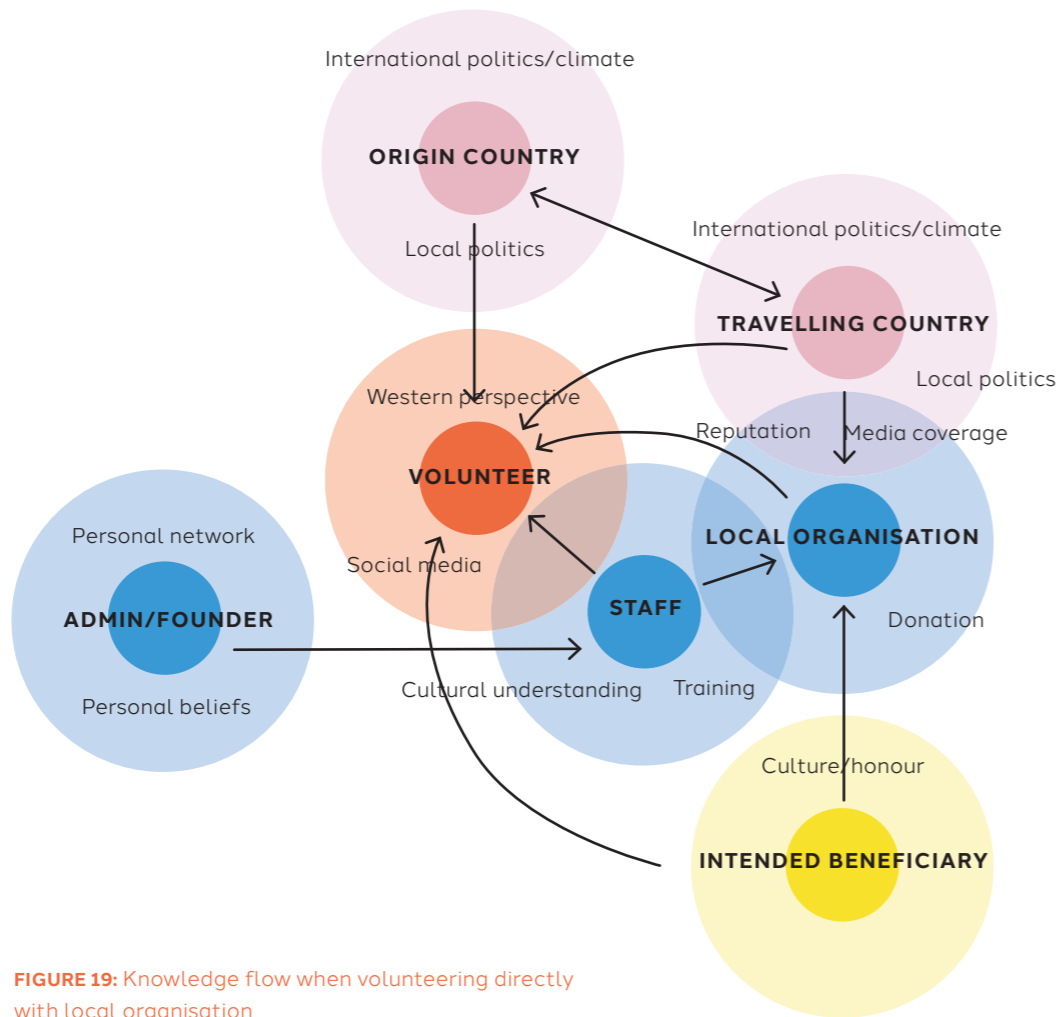 International politics/climate
ORIGIN COUNTRY
Local politics
International politics/climate
TRAVELLING COUNTRY
Local politics
Western perspective
Reputation
Media coverage
VOLUNTEER
LOCAL ORGANISATION
Personal network
Social media
STAFF
ADMIN/FOUNDER
Donation
Cultural understanding
Training
Personal beliefs
Culture/honour
INTENDED BENEFICIARY
FIGURE 19: Knowledge flow when volunteering directly
with local organisation